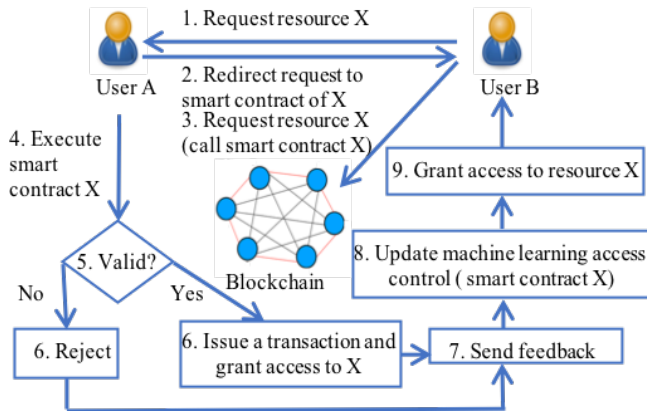 1. Request resource X
User A
User B
2. Redirect request to
smart contract of X
3. Request resource X
(call smart contract X)
4. Execute
smart
contract X
9. Grant access to resource X
5. Valid?
Blockchain
8. Update machine learning access
control ( smart contract X)
No
Yes
6. Reject
6. Issue a transaction and
grant access to X
7. Send feedback